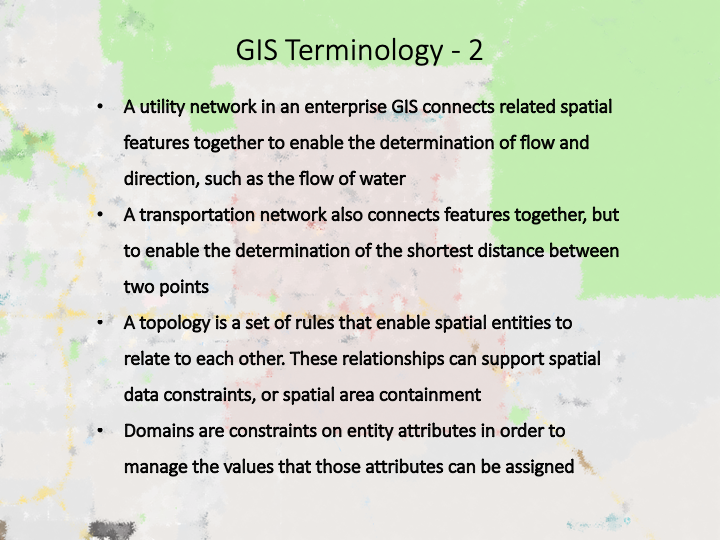 GIS Terminology - 2
• A utility network in an enterprise GIS connects related spatial
features together to enable the determination of flow and
direction, such as the flow of water
• A transportation network also connects features together, but
to enable the determination of the shortest distance between
two points
• A topology is a set of rules that enable spatial entities to
relate to each other. These relationships can support spatial
data constraints, or spatial area containment
• Domains are constraints on entity attributes in order to
manage the values that those attributes can be assigned